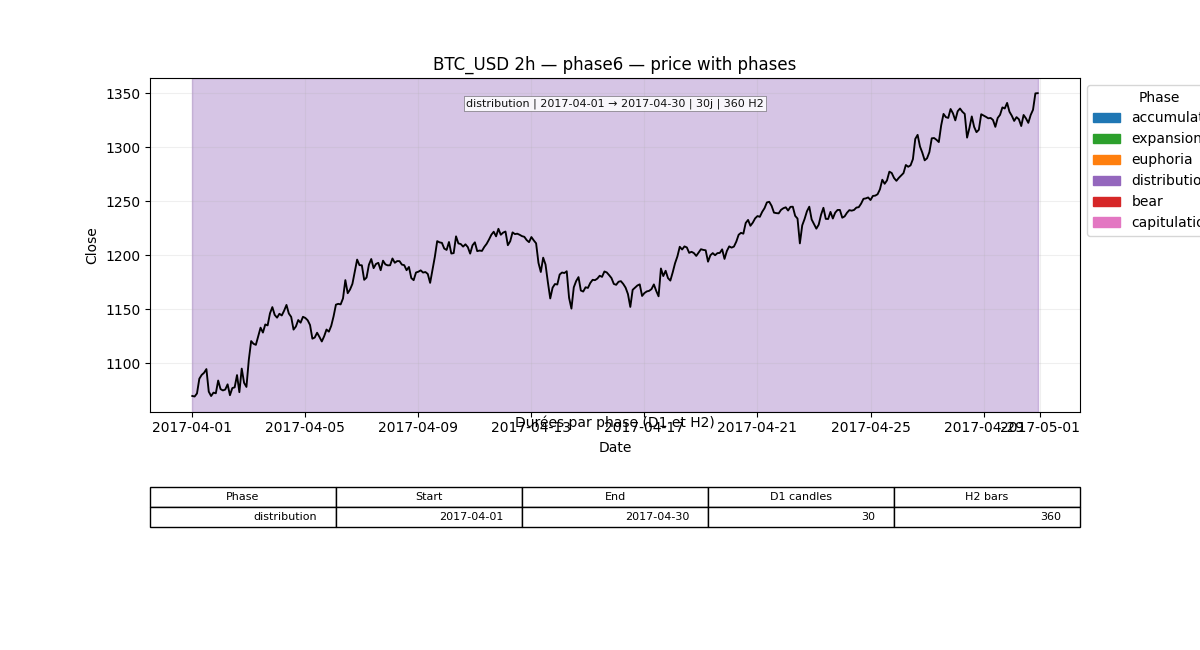 BTC_USD 2h — phase6 — price with phases
distribution | 2017-04-01 → 2017-04-30 | 30j | 360 H2
Close
1350
1300
1250
1200
1150
1100
Phase
accumulat
expansion
euphoria
distributio
bear
capitulatio
2017-04-01 2017-04-05 2017-04-09 2017-04-13 2017-04-17 2017-04-21 2017-04-25 2017-04-29 2017-05-01
Durées par phase (D1 et H2)
Date
Phase Start End D1 candles H2 bars
distribution 2017-04-01 2017-04-30 30 360